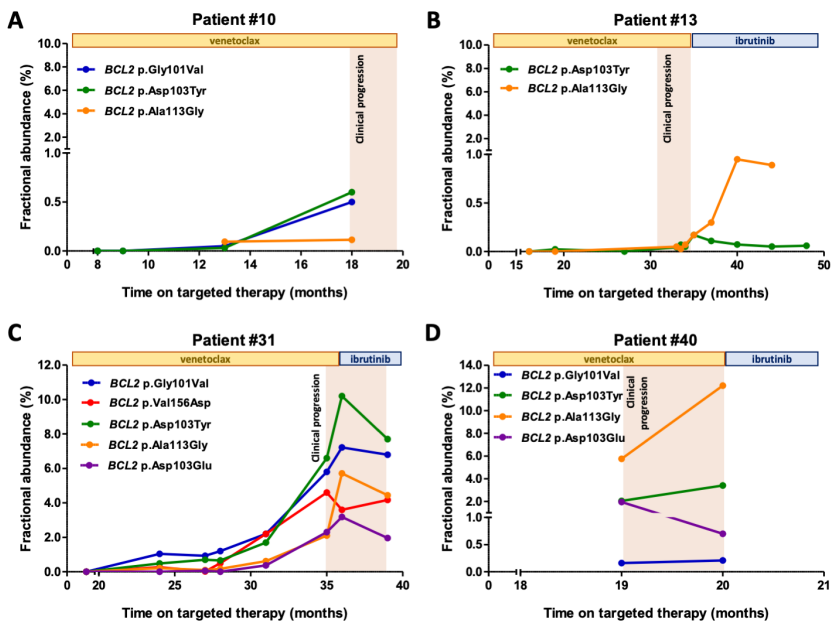 A
Patient #10
venetoclax
10.0
8.0
6.0
4.0
2.0
1.0
0.5
0.0
Fractional abundance (%)
BCL2 p.Gly101Val
BCL2 p.Asp103Tyr
BCL2 p.Ala113Gly
Clinical progression
0 8 10 12 14 16 18 20
Time on targeted therapy (months)
B
Patient #13
venetoclax ibrutinib
10.0
8.0
6.0
4.0
2.0
1.0
0.5
0.0
Fractional abundance (%)
BCL2 p.Asp103Tyr
BCL2 p.Ala113Gly
Clinical progression
0 15 20 30 40 50
Time on targeted therapy (months)
C
Patient #31
venetoclax ibrutinib
12.0
10.0
8.0
6.0
4.0
2.0
0.0
Fractional abundance (%)
BCL2 p.Gly101Val
BCL2 p.Val156Asp
BCL2 p.Asp103Tyr
BCL2 p.Ala113Gly
BCL2 p.Asp103Glu
Clinical progression
0 20 25 30 35 40
Time on targeted therapy (months)
D
Patient #40
venetoclax ibrutinib
14.0
12.0
10.0
8.0
6.0
4.0
2.0
1.0
0.5
0.0
Fractional abundance (%)
BCL2 p.Gly101Val
BCL2 p.Asp103Tyr
BCL2 p.Ala113Gly
BCL2 p.Asp103Glu
Clinical
progression
0 18 19 20 21
Time on targeted therapy (months)